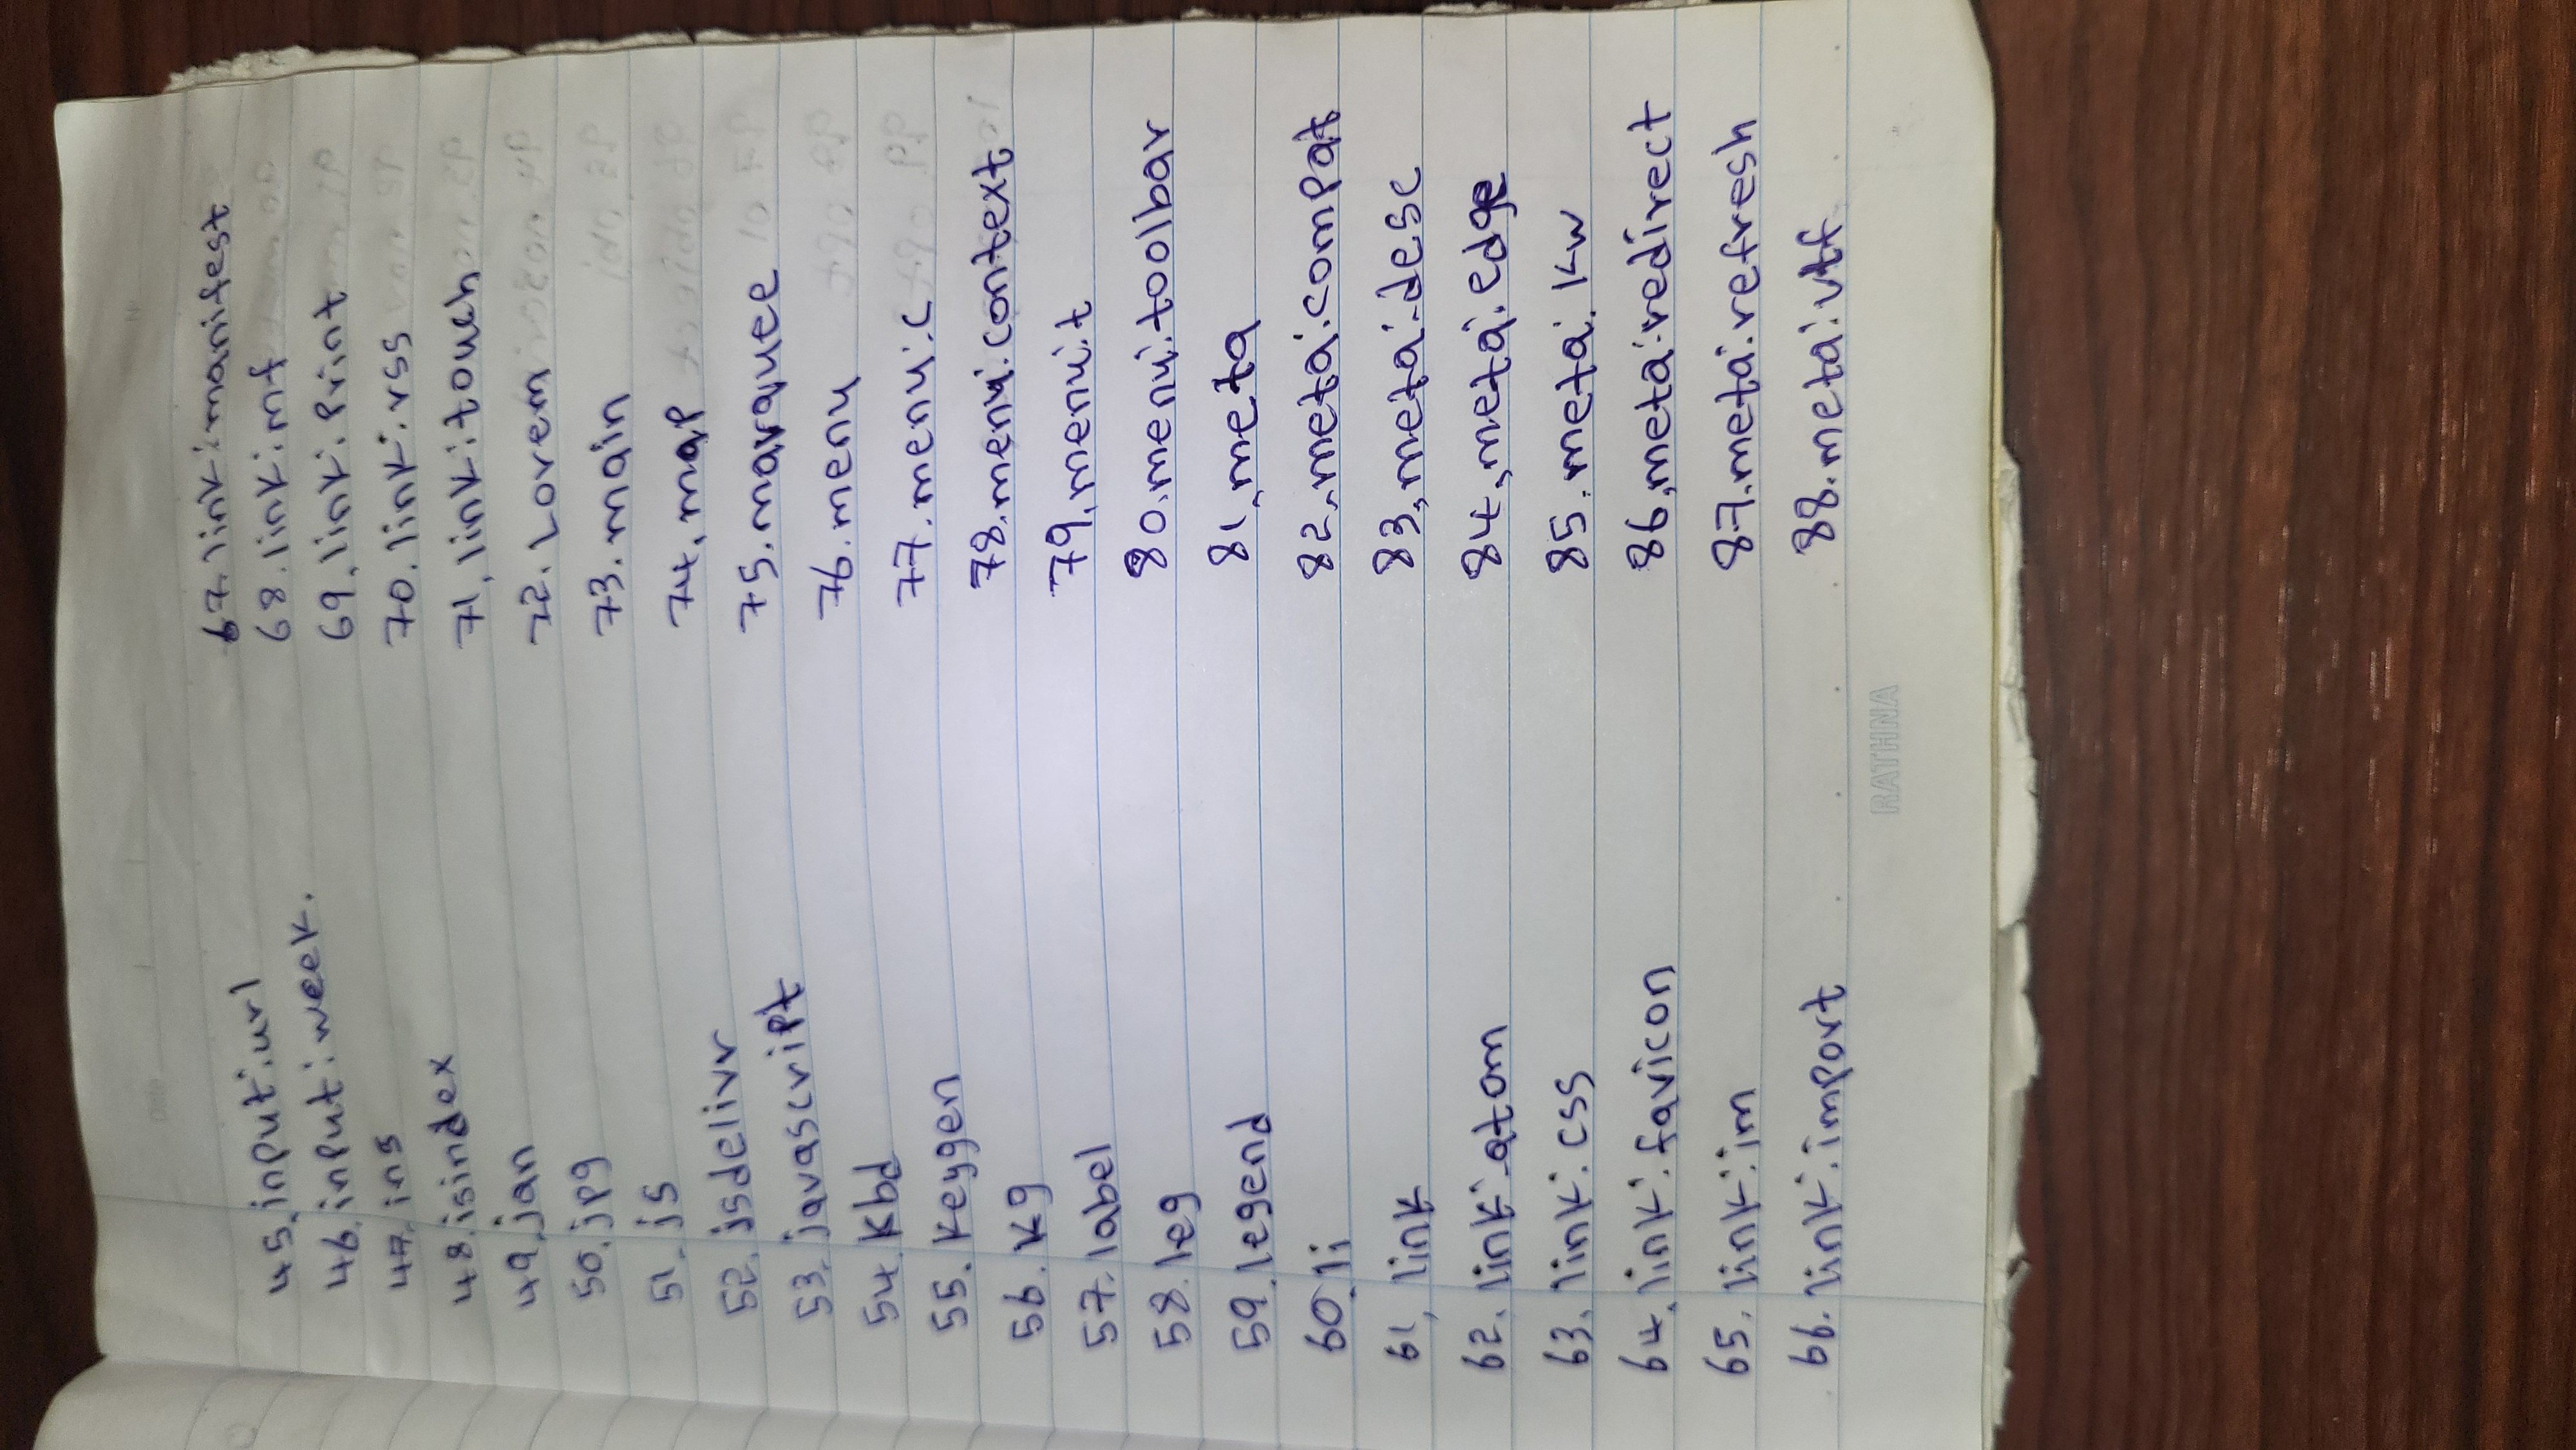 Date
45. input:url
46. input:week.
47. ins
48. isindex
49. jan
50. jpg
51. js
52. jsdelivr
53. javascript
54. kbd
55. keygen
56. kg
57. label
58. leg
59. legend
60. li
61, link
62. link:atom
63. link:css
64. link:favicon
65. link:im
66. link:import
67. link:manifest
68. link:mf
69. link:Print
70. link:rss
71, link:touch
72. Lorem
73. main
74. map
75. marquee
76. menu
77. menu:c
78. menu:context
79. menu:t
80. menu:toolbar
81. meta
82. meta:compat
83, meta:desc
84, meta:edge
85. meta:kw
86, meta:redirect
87. meta:refresh
88. meta:utf
RATHNA